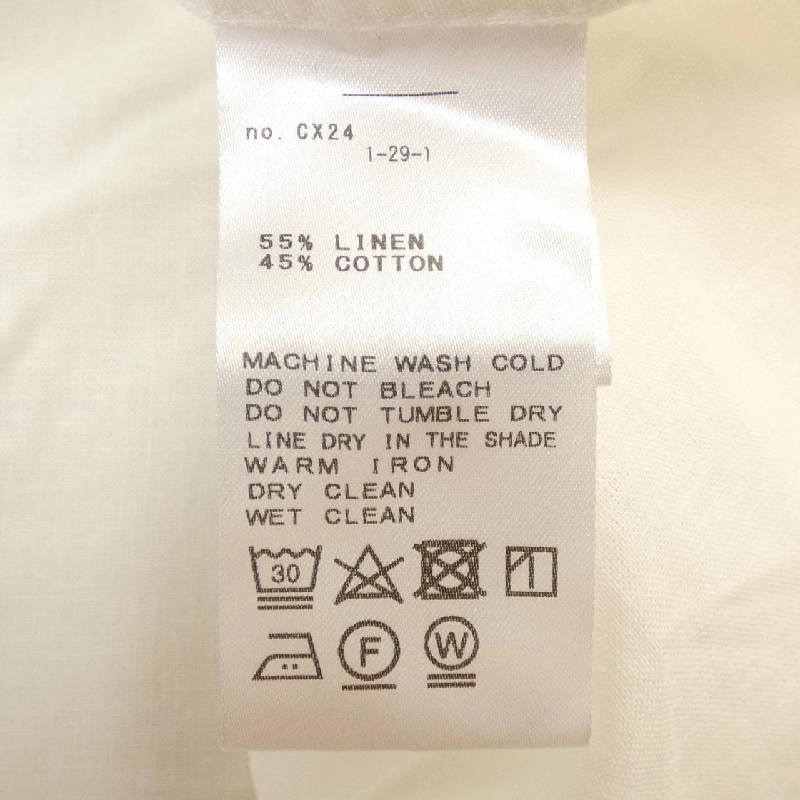 no. CX24
1-29-1
55% LINEN
45% COTTON
MACHINE WASH COLD
DO NOT BLEACH
DO NOT TUMBLE DRY
LINE DRY IN THE SHADE
WARM IRON
DRY CLEAN
WET CLEAN
30
F W